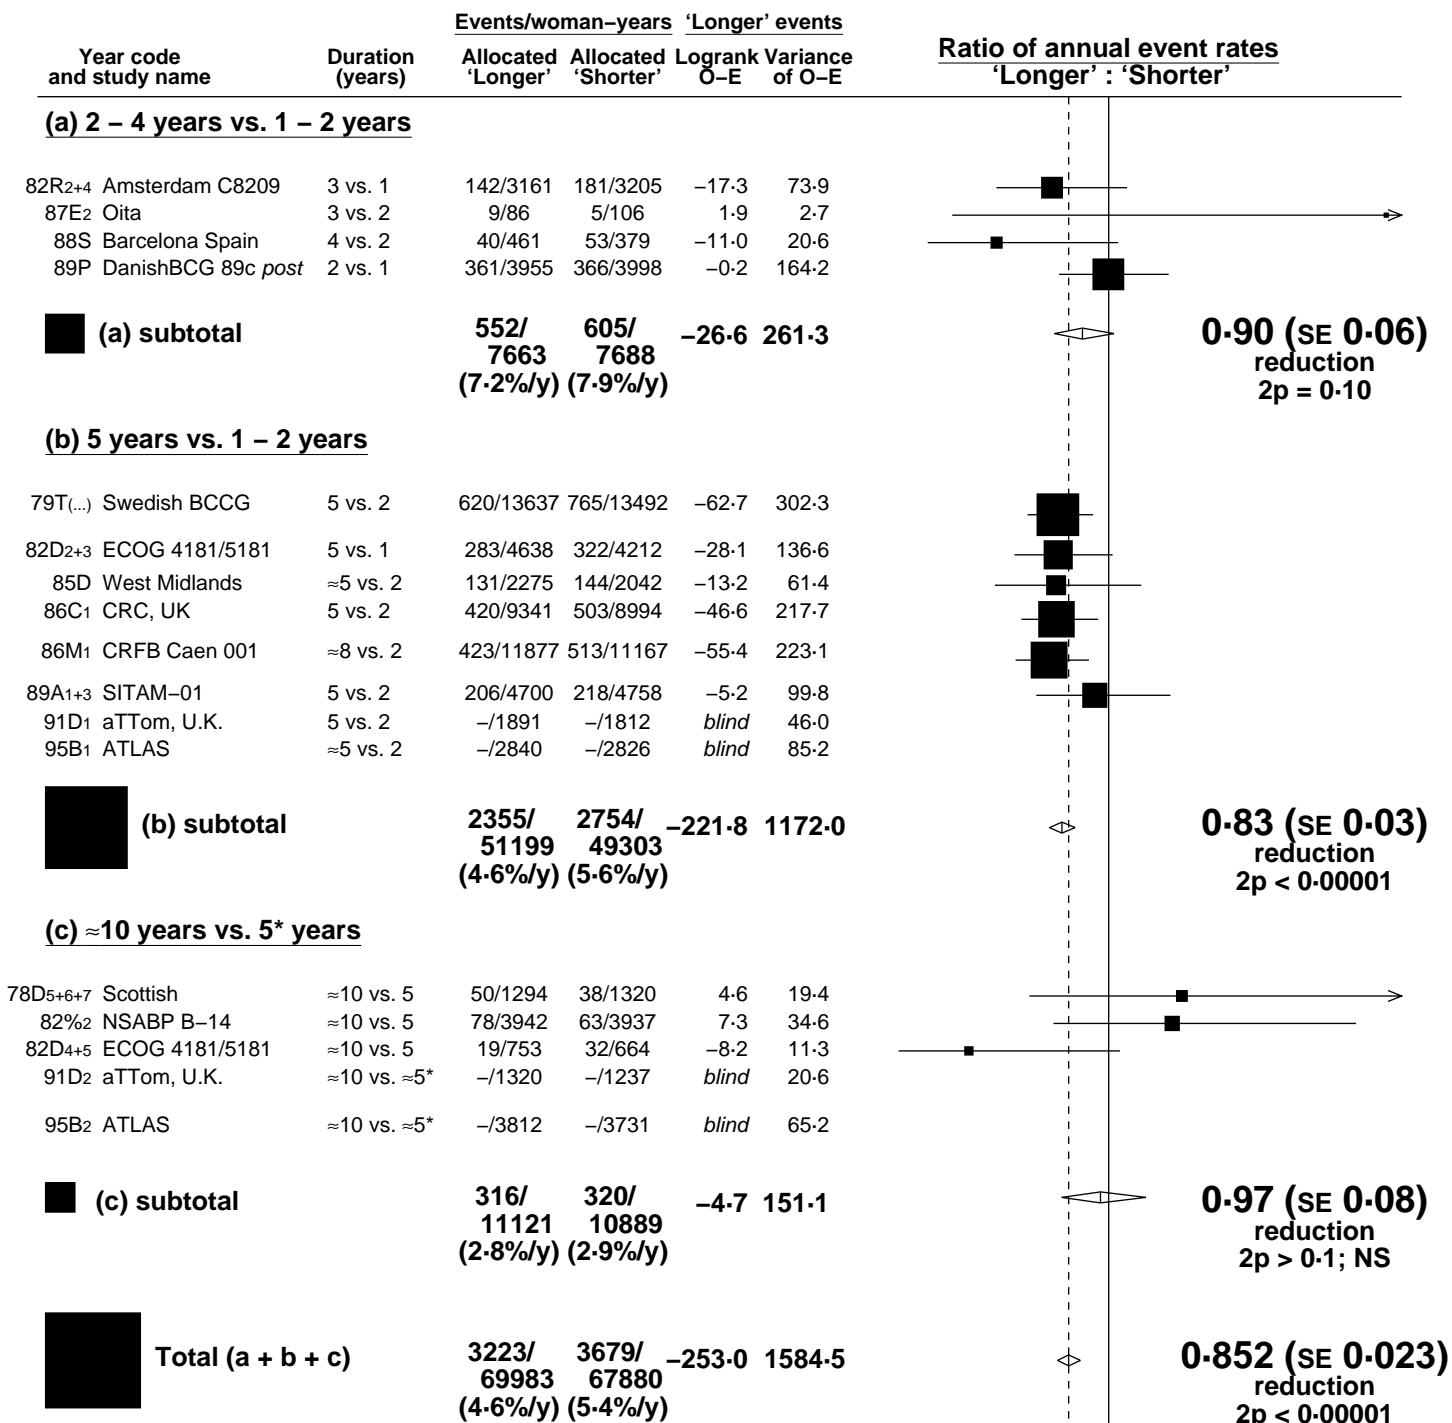 Events/woman–years ‘Longer’ events
Year code and study name Duration (years) Allocated ‘Longer’ Allocated ‘Shorter’ Logrank O–E Variance of O–E Ratio of annual event rates ‘Longer’ : ‘Shorter’
(a) 2 – 4 years vs. 1 – 2 years
82R2+4 Amsterdam C8209 3 vs. 1 142/3161 181/3205 –17·3 73·9
87E2 Oita 3 vs. 2 9/86 5/106 1·9 2·7
88S Barcelona Spain 4 vs. 2 40/461 53/379 –11·0 20·6
89P DanishBCG 89c post 2 vs. 1 361/3955 366/3998 –0·2 164·2
(a) subtotal 552/ 7663 (7·2%/y) 605/ 7688 (7·9%/y) –26·6 261·3 0·90 (SE 0·06)
reduction
2p = 0·10
(b) 5 years vs. 1 – 2 years
79T(...) Swedish BCCG 5 vs. 2 620/13637 765/13492 –62·7 302·3
82D2+3 ECOG 4181/5181 5 vs. 1 283/4638 322/4212 –28·1 136·6
85D West Midlands ≈5 vs. 2 131/2275 144/2042 –13·2 61·4
86C1 CRC, UK 5 vs. 2 420/9341 503/8994 –46·6 217·7
86M1 CRFB Caen 001 ≈8 vs. 2 423/11877 513/11167 –55·4 223·1
89A1+3 SITAM–01 5 vs. 2 206/4700 218/4758 –5·2 99·8
91D1 aTTom, U.K. 5 vs. 2 –/1891 –/1812 blind 46·0
95B1 ATLAS ≈5 vs. 2 –/2840 –/2826 blind 85·2
(b) subtotal 2355/ 51199 (4·6%/y) 2754/ 49303 (5·6%/y) –221·8 1172·0 0·83 (SE 0·03)
reduction
2p < 0·00001
(c) ≈10 years vs. 5* years
78D5+6+7 Scottish ≈10 vs. 5 50/1294 38/1320 4·6 19·4
82%2 NSABP B–14 ≈10 vs. 5 78/3942 63/3937 7·3 34·6
82D4+5 ECOG 4181/5181 ≈10 vs. 5 19/753 32/664 –8·2 11·3
91D2 aTTom, U.K. ≈10 vs. ≈5* –/1320 –/1237 blind 20·6
95B2 ATLAS ≈10 vs. ≈5* –/3812 –/3731 blind 65·2
(c) subtotal 316/ 11121 (2·8%/y) 320/ 10889 (2·9%/y) –4·7 151·1 0·97 (SE 0·08)
reduction
2p > 0·1; NS
Total (a + b + c) 3223/ 69983 (4·6%/y) 3679/ 67880 (5·4%/y) –253·0 1584·5 0·852 (SE 0·023)
reduction
2p < 0·00001